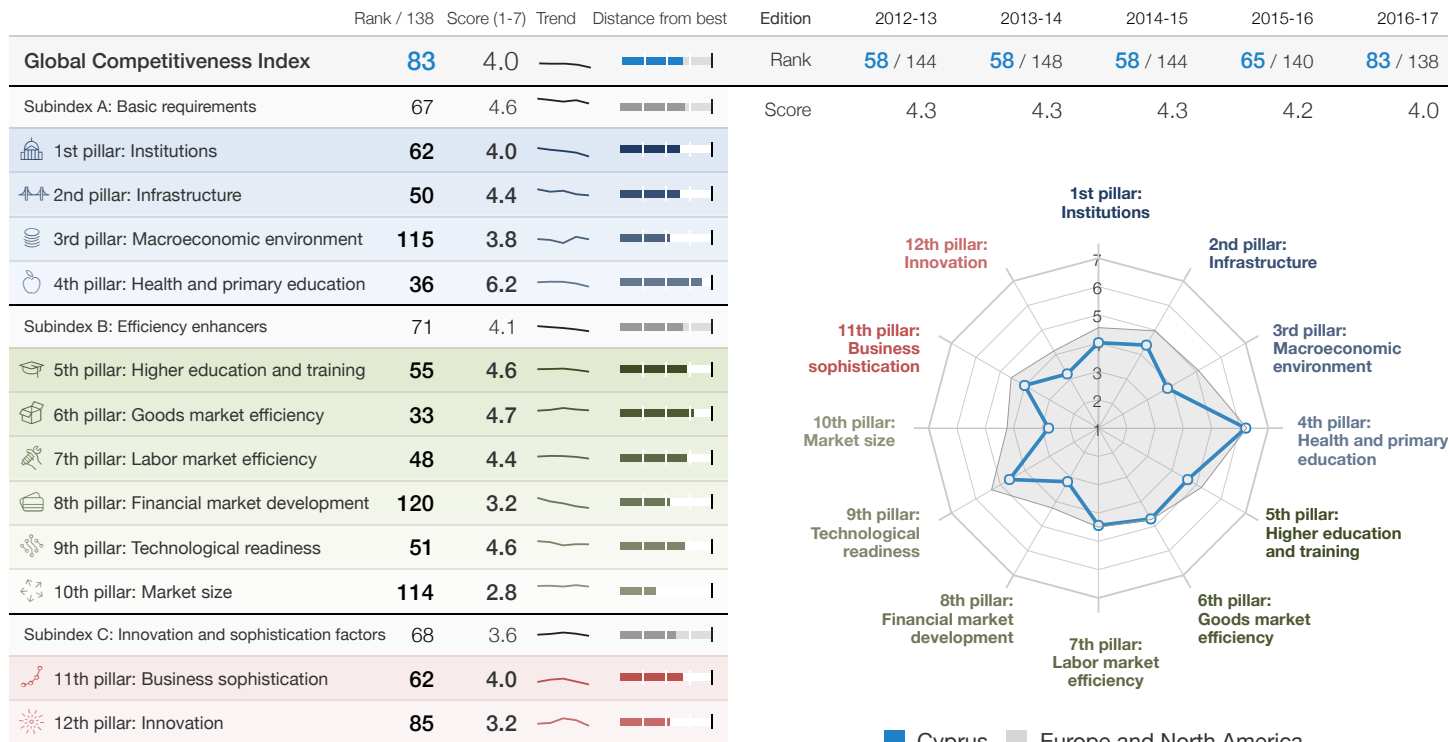 Rank / 138 Score (1-7) Trend Distance from best
Global Competitiveness Index 83 4.0
Subindex A: Basic requirements 67 4.6
1st pillar: Institutions 62 4.0
2nd pillar: Infrastructure 50 4.4
3rd pillar: Macroeconomic environment 115 3.8
4th pillar: Health and primary education 36 6.2
Subindex B: Efficiency enhancers 71 4.1
5th pillar: Higher education and training 55 4.6
6th pillar: Goods market efficiency 33 4.7
7th pillar: Labor market efficiency 48 4.4
8th pillar: Financial market development 120 3.2
9th pillar: Technological readiness 51 4.6
10th pillar: Market size 114 2.8
Subindex C: Innovation and sophistication factors 68 3.6
11th pillar: Business sophistication 62 4.0
12th pillar: Innovation 85 3.2
Edition 2012-13 2013-14 2014-15 2015-16 2016-17
Rank 58 / 144 58 / 148 58 / 144 65 / 140 83 / 138
Score 4.3 4.3 4.3 4.2 4.0
1st pillar:
Institutions
2nd pillar:
Infrastructure
3rd pillar:
Macroeconomic
environment
4th pillar:
Health and primary
education
5th pillar:
Higher education
and training
6th pillar:
Goods market
efficiency
7th pillar:
Labor market
efficiency
8th pillar:
Financial market
development
9th pillar:
Technological
readiness
10th pillar:
Market size
11th pillar:
Business
sophistication
12th pillar:
Innovation
7
6
5
3
2
1
Cyprus Europe and North America